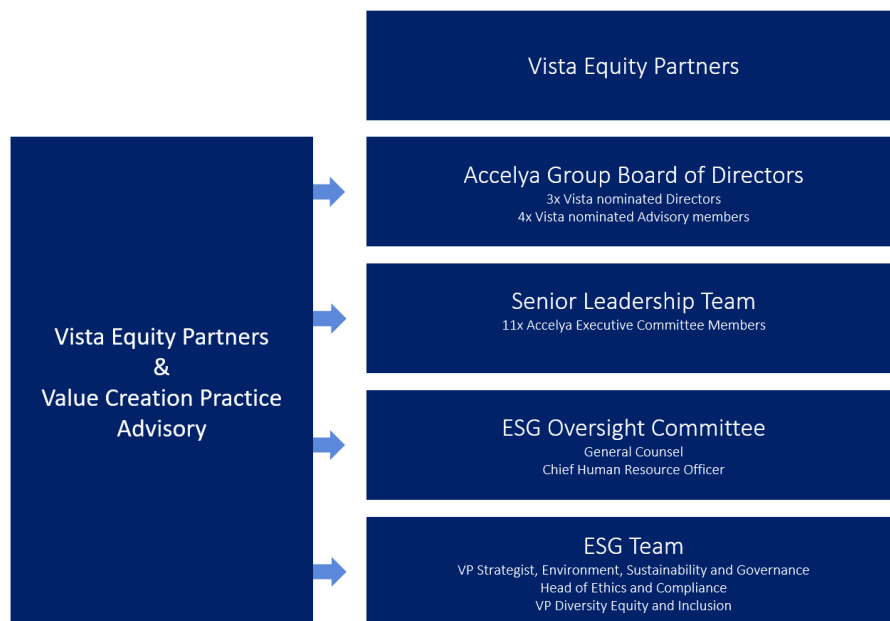 Vista Equity Partners
Vista Equity Partners
&
Value Creation Practice
Advisory
Accelya Group Board of Directors
3x Vista nominated Directors
4x Vista nominated Advisory members
Senior Leadership Team
11x Accelya Executive Committee Members
ESG Oversight Committee
General Counsel
Chief Human Resource Officer
ESG Team
VP Strategist, Environment, Sustainability and Governance
Head of Ethics and Compliance
VP Diversity Equity and Inclusion